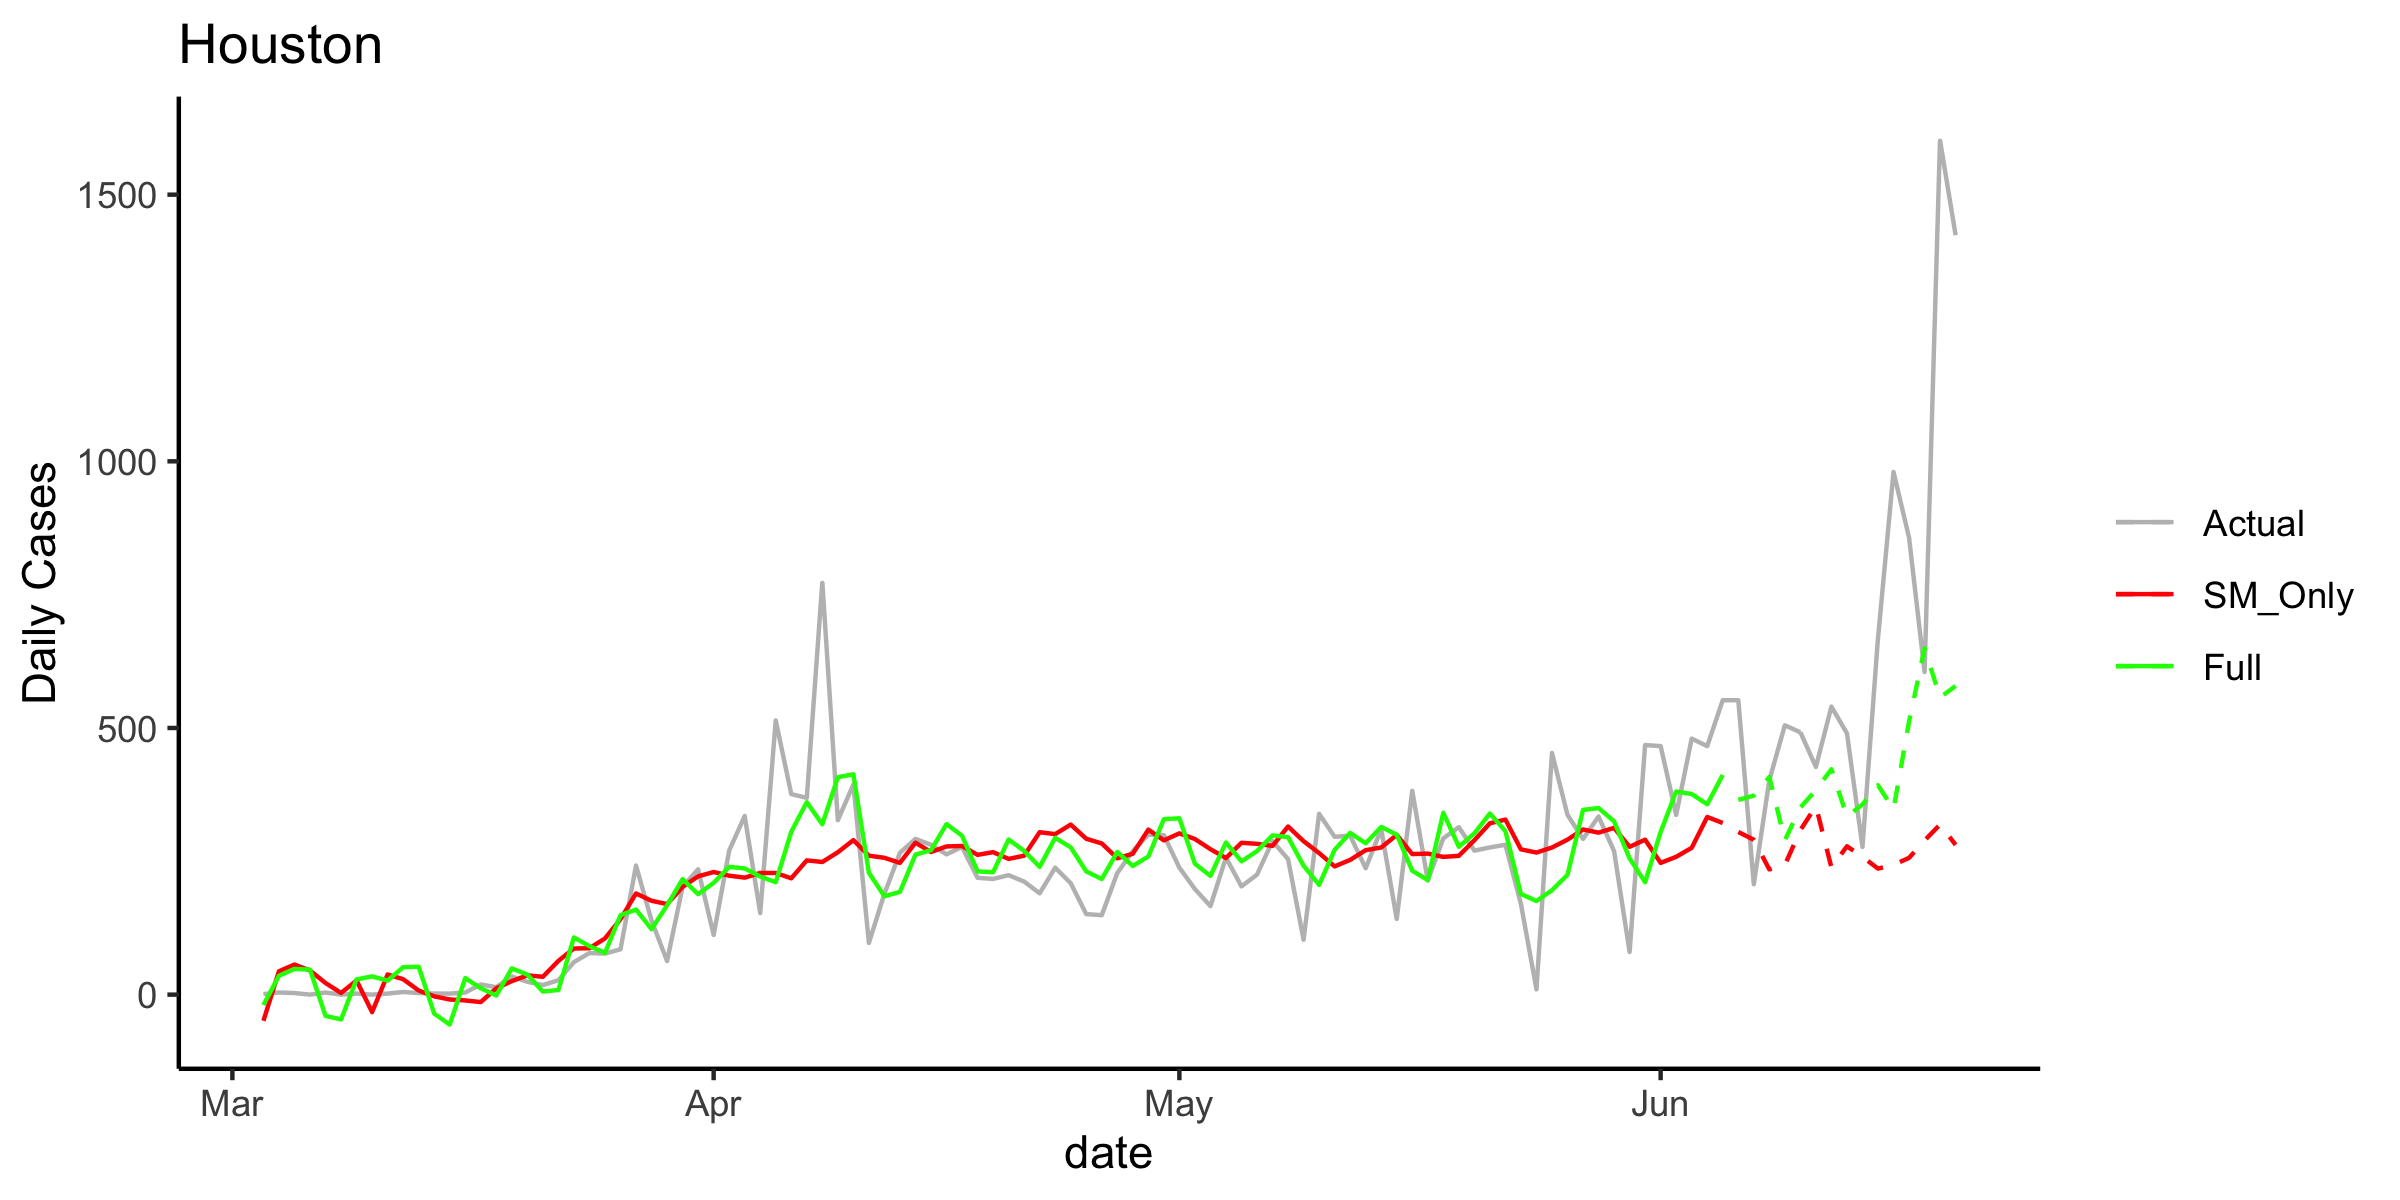 Houston
Daily Cases
1500
1000
500
0
Mar
Apr
May
Jun
date
Actual
SM_Only
Full